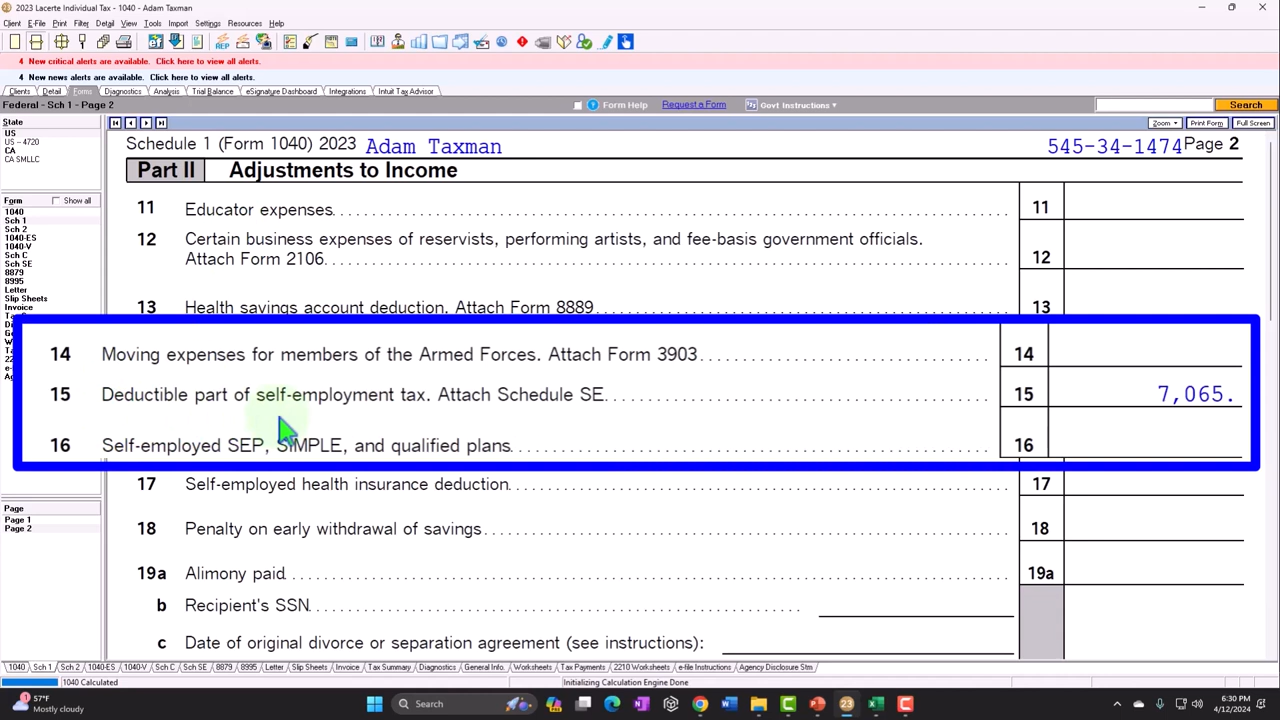 2023 Lacerte Individual Tax - 1040 - Adam Taxman
Client E-File Print Filter Detail View Tools Import Settings Resources Help
4 New critical alerts are available. Click here to view all alerts.
4 New news alerts are available. Click here to view all alerts.
Clients Detail Forms Diagnostics Analysis Trial Balance eSignature Dashboard Integrations Intuit Tax Advisor
Federal - Sch 1 - Page 2 Form Help Request a Form Govt Instructions Search
State Zoom Print Form Full Screen
US
US - 4720
CA
CA SMLLC
Form Show all
1040
Sch 1
Sch 2
1040-ES
1040-V
Sch C
Sch SE
8879
8995
Letter
Slip Sheets
Invoice
Page
Page 1
Page 2
Schedule 1 (Form 1040) 2023 Adam Taxman 545-34-1474 Page 2
Part II Adjustments to Income
11 Educator expenses 11
12 Certain business expenses of reservists, performing artists, and fee-basis government officials.
Attach Form 2106 12
13 Health savings account deduction. Attach Form 8889 13
14 Moving expenses for members of the Armed Forces. Attach Form 3903 14
15 Deductible part of self-employment tax. Attach Schedule SE 15 7,065.
16 Self-employed SEP, SIMPLE, and qualified plans 16
17 Self-employed health insurance deduction 17
18 Penalty on early withdrawal of savings 18
19a Alimony paid 19a
b Recipient's SSN
c Date of original divorce or separation agreement (see instructions):
1040 Sch 1 Sch 2 1040-ES 1040-V Sch C Sch SE 8879 8995 Letter Slip Sheets Invoice Tax Summary Diagnostics General Info. Worksheets Tax Payments 2210 Worksheets e-file Instructions Agency Disclosure Stm
1040 Calculated Initializing Calculation Engine Done
57°F
Mostly cloudy
Search
6:30 PM
4/12/2024